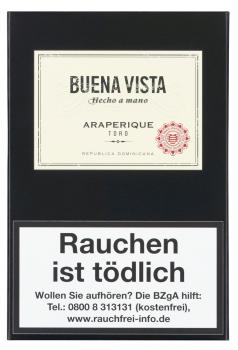 BUENA VISTA
Hecho a mano
ARAPERIQUE
TORO
REPUBLICA DOMINICANA
Rauchen
ist tödlich
Wollen Sie aufhören? Die BZgA hilft:
Tel.: 0800 8 313131 (kostenfrei),
www.rauchfrei-info.de